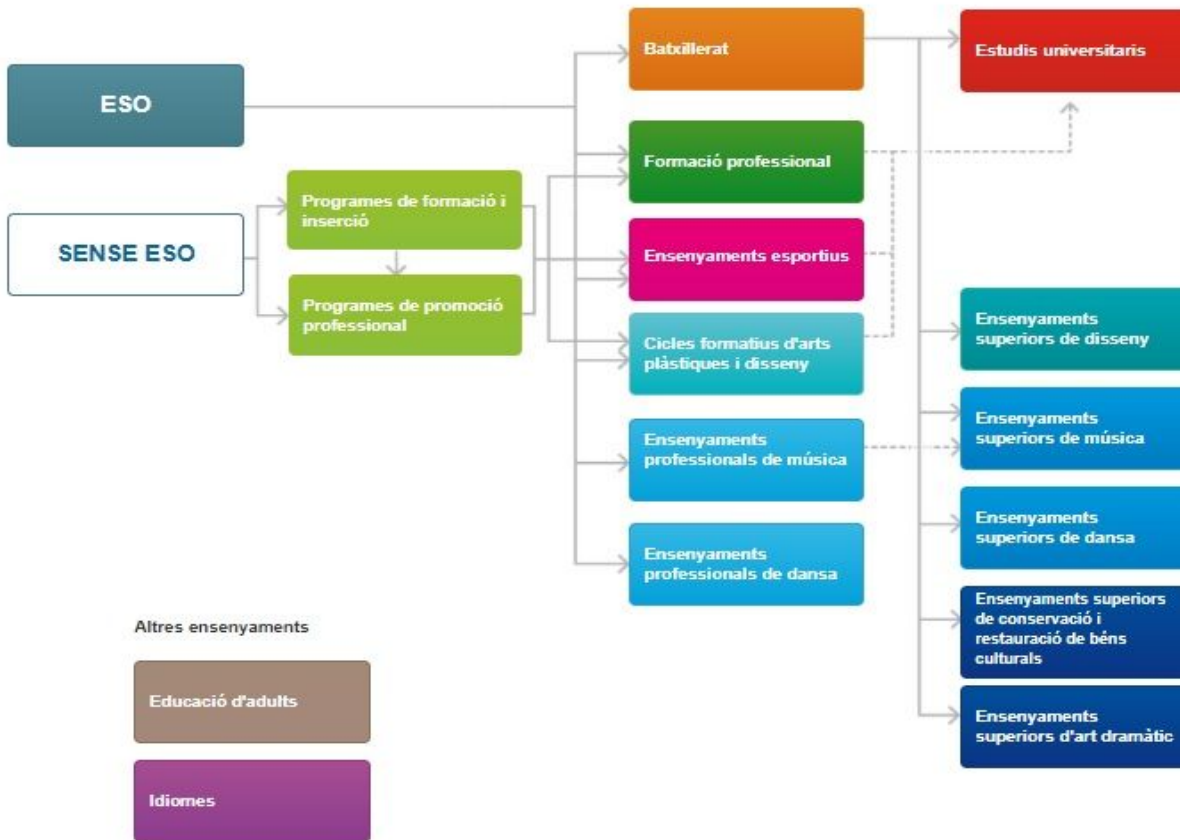 ESO
SENSE ESO
Programes de formació i
inserció
Programes de promoció
professional
Batxillerat
Formació professional
Ensenyaments esportius
Cicles formatius d'arts
plàstiques i disseny
Ensenyaments
professionals de música
Ensenyaments
professionals de dansa
Estudis universitaris
Ensenyaments
superiors de disseny
Ensenyaments
superiors de música
Ensenyaments
superiors de dansa
Ensenyaments superiors
de conservació i
restauració de béns
culturals
Ensenyaments
superiors d'art dramàtic
Altres ensenyaments
Educació d'adults
Idiomes